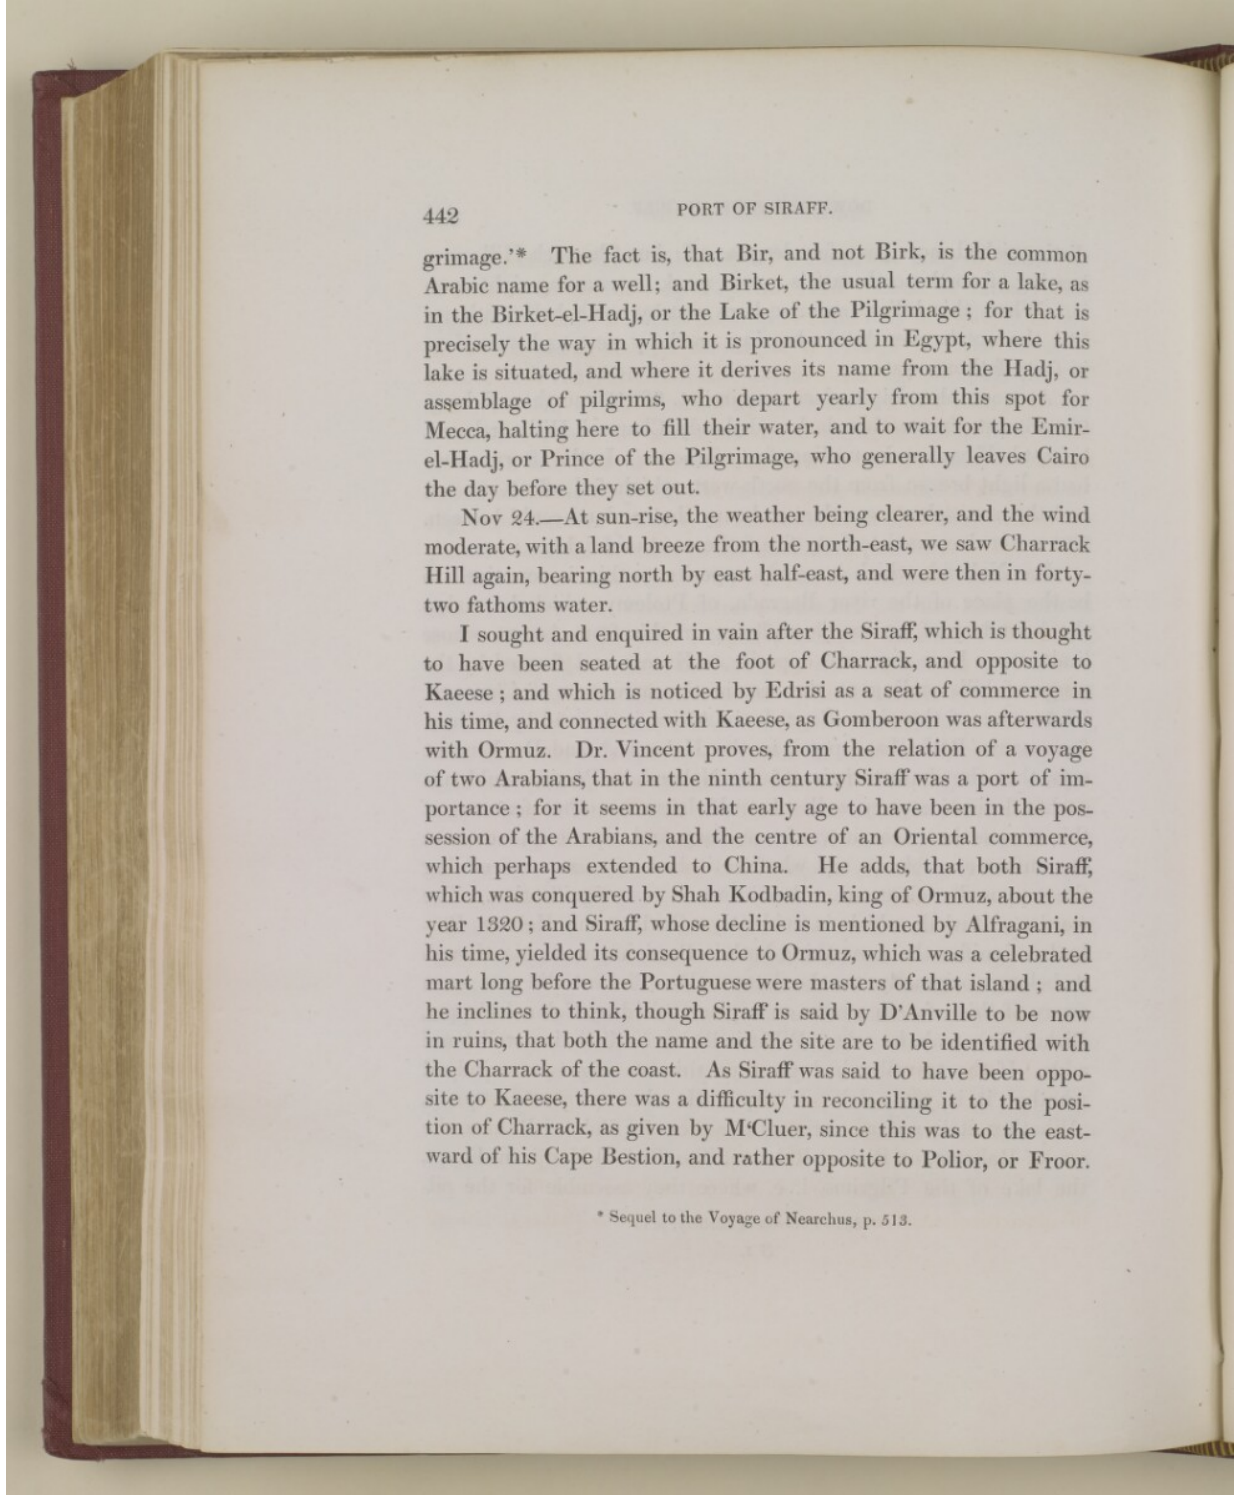 442
PORT OF SIRAFF.
grimage.'* The fact is, that Bir, and not Birk, is the common
Arabic name for a well; and Birket, the usual term for a lake, as
in the Birket-el-Hadj, or the Lake of the Pilgrimage; for that is
precisely the way in which it is pronounced in Egypt, where this
lake is situated, and where it derives its name from the Hadj, or
assemblage of pilgrims, who depart yearly from this spot for
Mecca, halting here to fill their water, and to wait for the Emir-
el-Hadj, or Prince of the Pilgrimage, who generally leaves Cairo
the day before they set out.
Nov 24.—At sun-rise, the weather being clearer, and the wind
moderate, with a land breeze from the north-east, we saw Charrack
Hill again, bearing north by east half-east, and were then in forty-
two fathoms water.
I sought and enquired in vain after the Siraff, which is thought
to have been seated at the foot of Charrack, and opposite to
Kaeese; and which is noticed by Edrisi as a seat of commerce in
his time, and connected with Kaeese, as Gomberoon was afterwards
with Ormuz. Dr. Vincent proves, from the relation of a voyage
of two Arabians, that in the ninth century Siraff was a port of im-
portance; for it seems in that early age to have been in the pos-
session of the Arabians, and the centre of an Oriental commerce,
which perhaps extended to China. He adds, that both Siraff,
which was conquered by Shah Kodbadin, king of Ormuz, about the
year 1320; and Siraff, whose decline is mentioned by Alfragani, in
his time, yielded its consequence to Ormuz, which was a celebrated
mart long before the Portuguese were masters of that island; and
he inclines to think, though Siraff is said by D'Anville to be now
in ruins, that both the name and the site are to be identified with
the Charrack of the coast. As Siraff was said to have been oppo-
site to Kaeese, there was a difficulty in reconciling it to the posi-
tion of Charrack, as given by M‘Cluer, since this was to the east-
ward of his Cape Bestion, and rather opposite to Polior, or Froor.
* Sequel to the Voyage of Nearchus, p. 513.